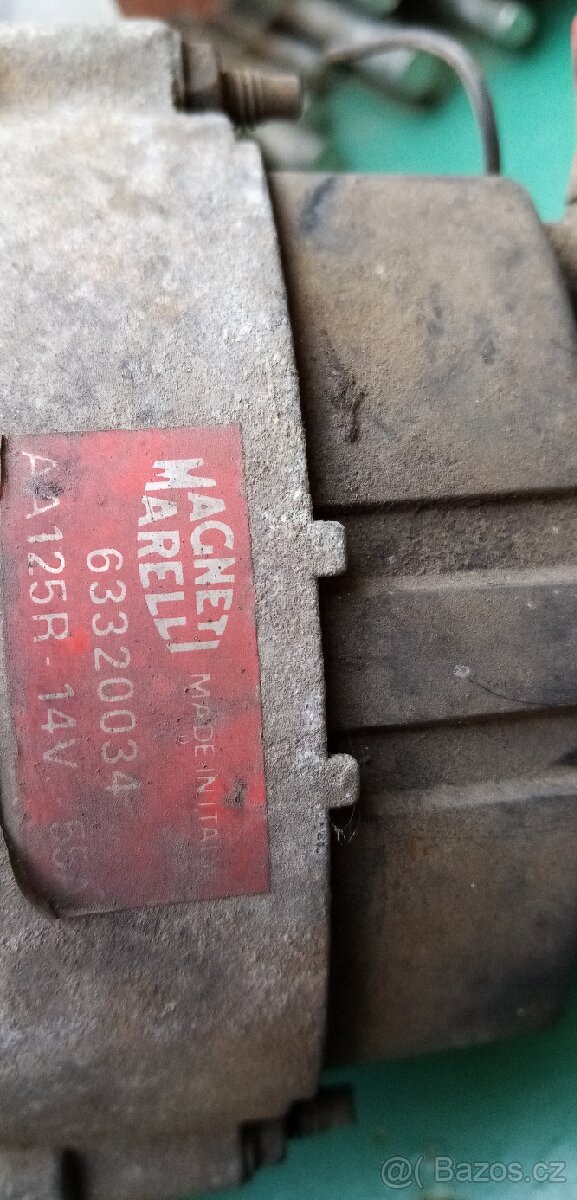 MAGNETI
MARELLI MADE IN ITA
63320034
AA125R-14V-
@( Bazos.cz